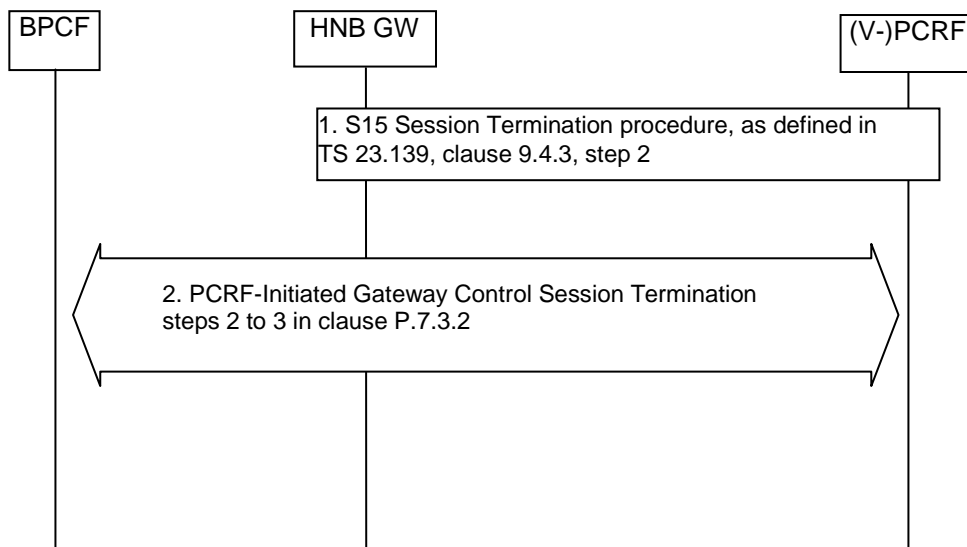 BPCF
HNB GW
(V-)PCRF
1. S15 Session Termination procedure, as defined in
TS 23.139, clause 9.4.3, step 2
2. PCRF-Initiated Gateway Control Session Termination
steps 2 to 3 in clause P.7.3.2